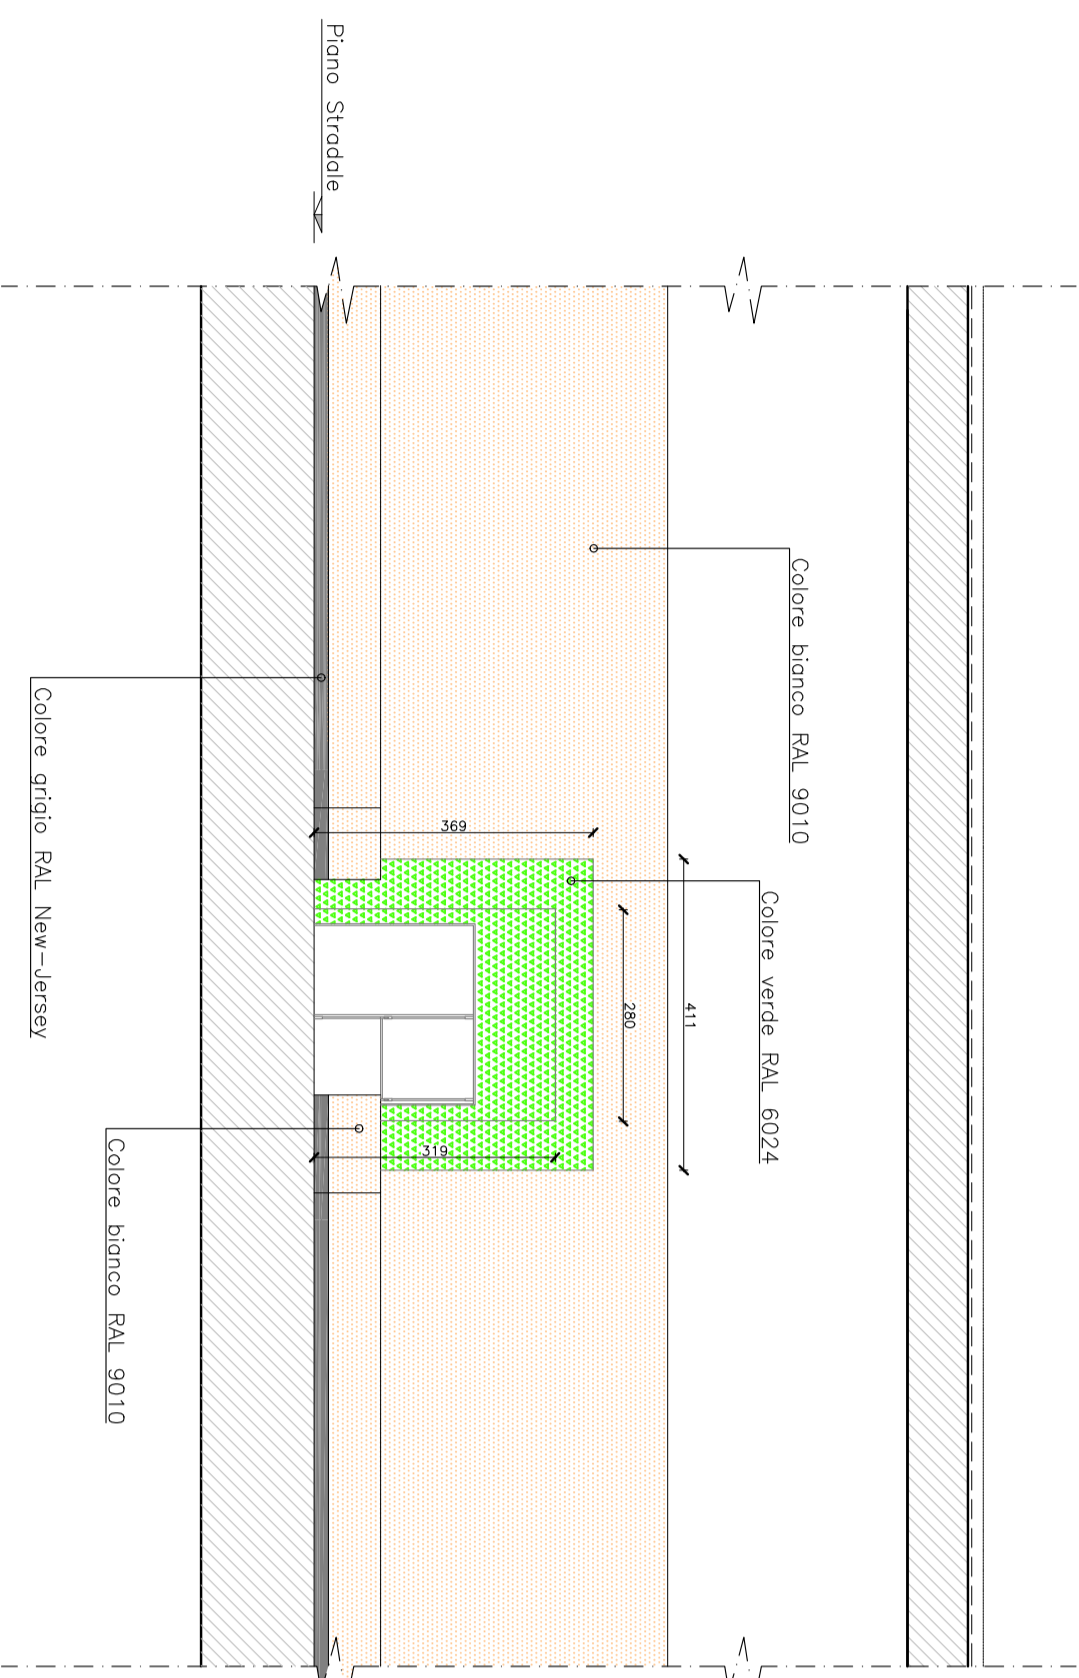 Piano Stradale
Colore bianco RAL 9010
Colore verde RAL 6024
411
280
369
319
Colore grigio RAL New-Jersey
Colore bianco RAL 9010